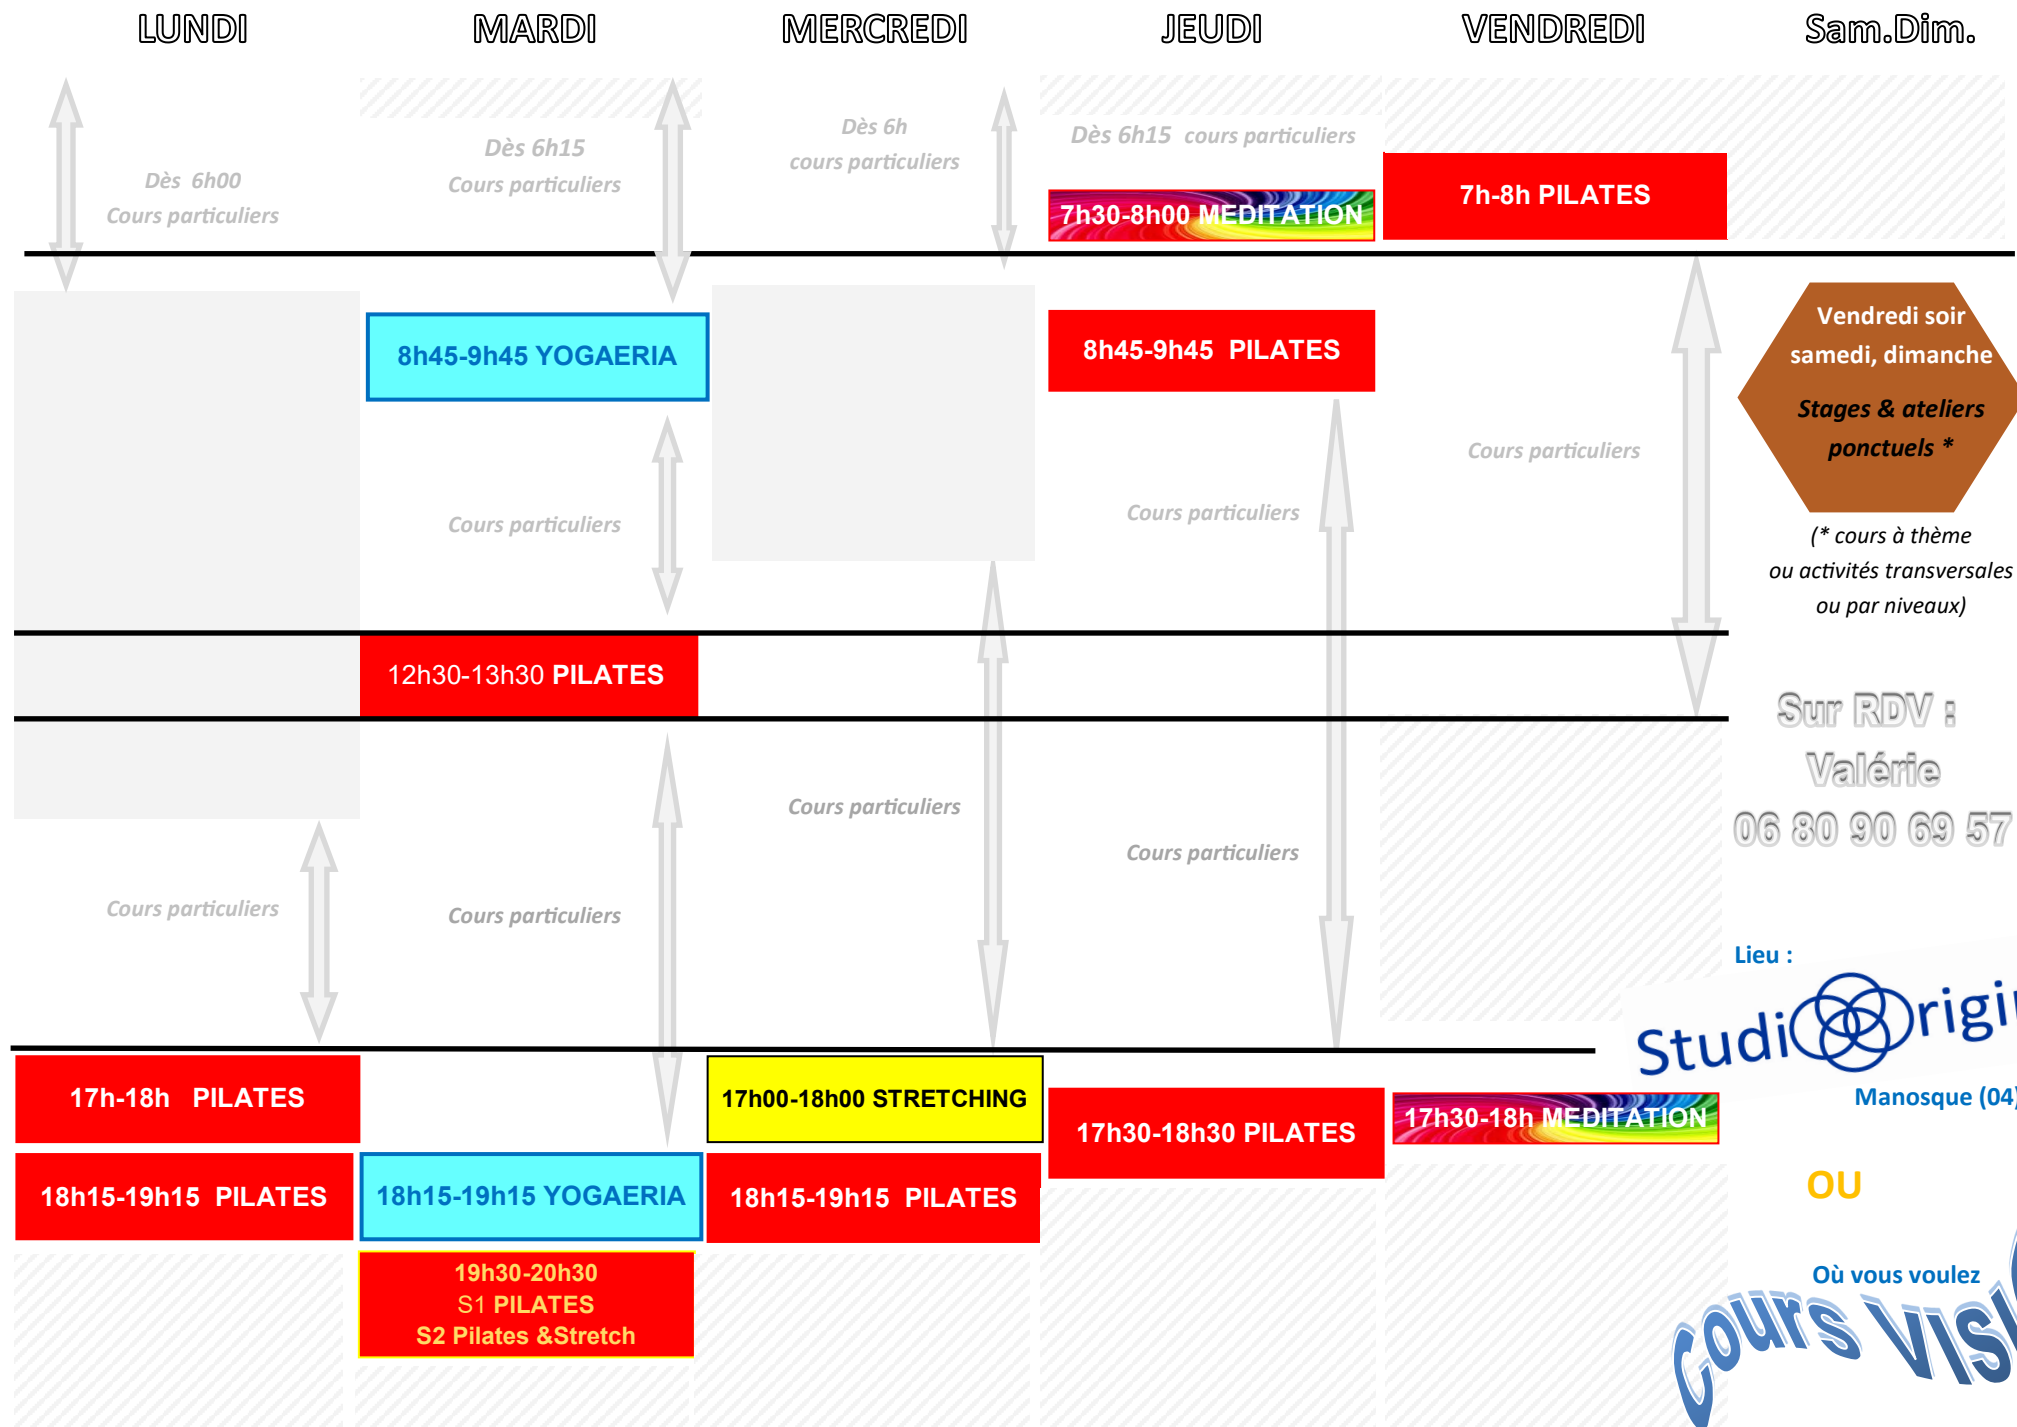 LUNDI
MARDI
MERCREDI
JEUDI
VENDREDI
Sam.Dim.
Dès 6h00
Cours particuliers
Dès 6h15
Cours particuliers
Dès 6h
cours particuliers
Dès 6h15 cours particuliers
7h30-8h00 MEDITATION
7h-8h PILATES
8h45-9h45 YOGAERIA
8h45-9h45 PILATES
Cours particuliers
Cours particuliers
Cours particuliers
Vendredi soir
samedi, dimanche
Stages & ateliers
ponctuels *
(* cours à thème
ou activités transversales
ou par niveaux)
12h30-13h30 PILATES
Sur RDV :
Valérie
06 80 90 69 57
Cours particuliers
Cours particuliers
Cours particuliers
Cours particuliers
Lieu :
StudiOrigi
Manosque (04)
17h-18h PILATES
17h00-18h00 STRETCHING
17h30-18h30 PILATES
17h30-18h MEDITATION
18h15-19h15 PILATES
18h15-19h15 YOGAERIA
18h15-19h15 PILATES
19h30-20h30
S1 PILATES
S2 Pilates &Stretch
OU
Où vous voulez
Cours VIS